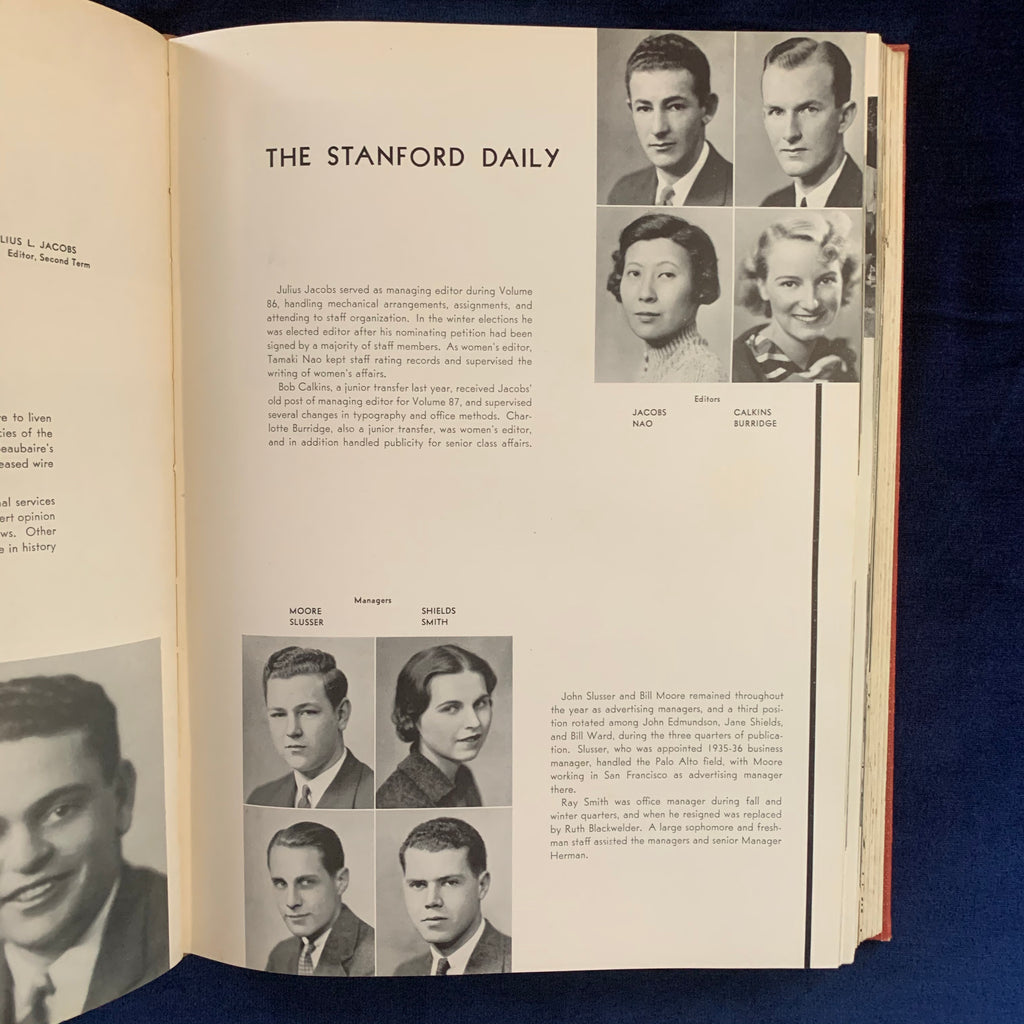 LIUS L. JACOBS
Editor, Second Term
re to liven
ties of the
eaubaire's
eased wire
nal services
ert opinion
ws. Other
e in history
THE STANFORD DAILY
Julius Jacobs served as managing editor during Volume
86, handling mechanical arrangements, assignments, and
attending to staff organization. In the winter elections he
was elected editor after his nominating petition had been
signed by a majority of staff members. As women's editor,
Tamaki Nao kept staff rating records and supervised the
writing of women's affairs.
Bob Calkins, a junior transfer last year, received Jacobs'
old post of managing editor for Volume 87, and supervised
several changes in typography and office methods. Char-
lotte Burridge, also a junior transfer, was women's editor,
and in addition handled publicity for senior class affairs.
Editors
JACOBS CALKINS
NAO BURRIDGE
Managers
MOORE SHIELDS
SLUSSER SMITH
John Slusser and Bill Moore remained throughout
the year as advertising managers, and a third posi-
tion rotated among John Edmundson, Jane Shields,
and Bill Ward, during the three quarters of publica-
tion. Slusser, who was appointed 1935-36 business
manager, handled the Palo Alto field, with Moore
working in San Francisco as advertising manager
there.
Ray Smith was office manager during fall and
winter quarters, and when he resigned was replaced
by Ruth Blackwelder. A large sophomore and fresh-
man staff assisted the managers and senior Manager
Herman.